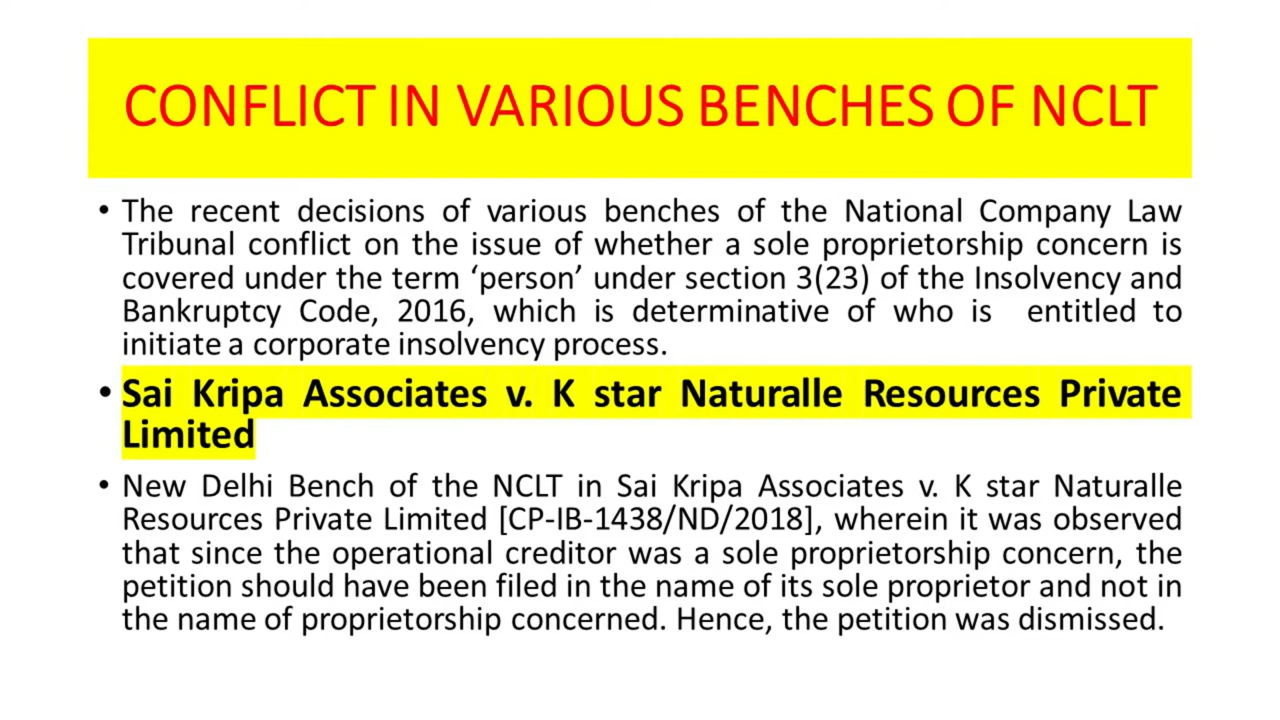 CONFLICT IN VARIOUS BENCHES OF NCLT
• The recent decisions of various benches of the National Company Law
Tribunal conflict on the issue of whether a sole proprietorship concern is
covered under the term ‘person’ under section 3(23) of the Insolvency and
Bankruptcy Code, 2016, which is determinative of who is entitled to
initiate a corporate insolvency process.
• Sai Kripa Associates v. K star Naturalle Resources Private
Limited
• New Delhi Bench of the NCLT in Sai Kripa Associates v. K star Naturalle
Resources Private Limited [CP-IB-1438/ND/2018], wherein it was observed
that since the operational creditor was a sole proprietorship concern, the
petition should have been filed in the name of its sole proprietor and not in
the name of proprietorship concerned. Hence, the petition was dismissed.